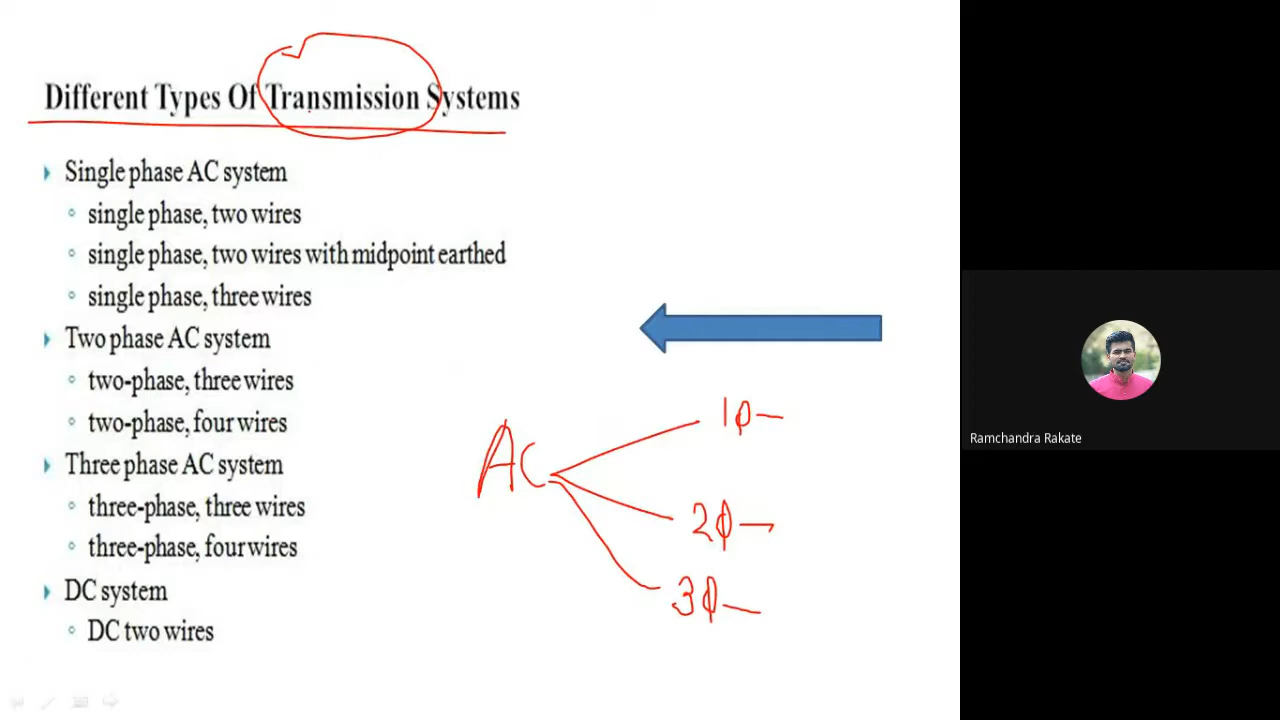 Different Types Of Transmission Systems
Single phase AC system
single phase, two wires
single phase, two wires with midpoint earthed
single phase, three wires
Two phase AC system
two-phase, three wires
two-phase, four wires
Three phase AC system
three-phase, three wires
three-phase, four wires
DC system
DC two wires
AC
1ϕ—
2ϕ—
3ϕ—
Ramchandra Rakate